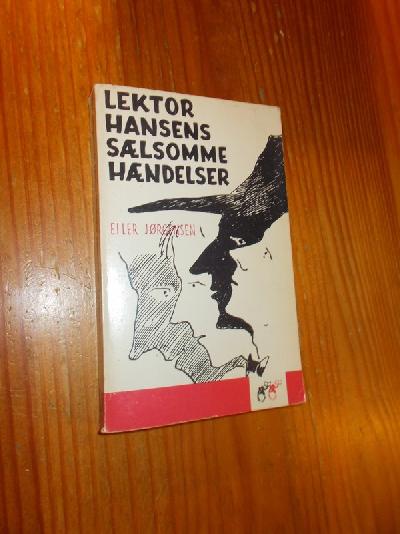 LEKTOR
HANSENS
SÆLSOMME
HÆNDELSER
EILER JØRGENSEN